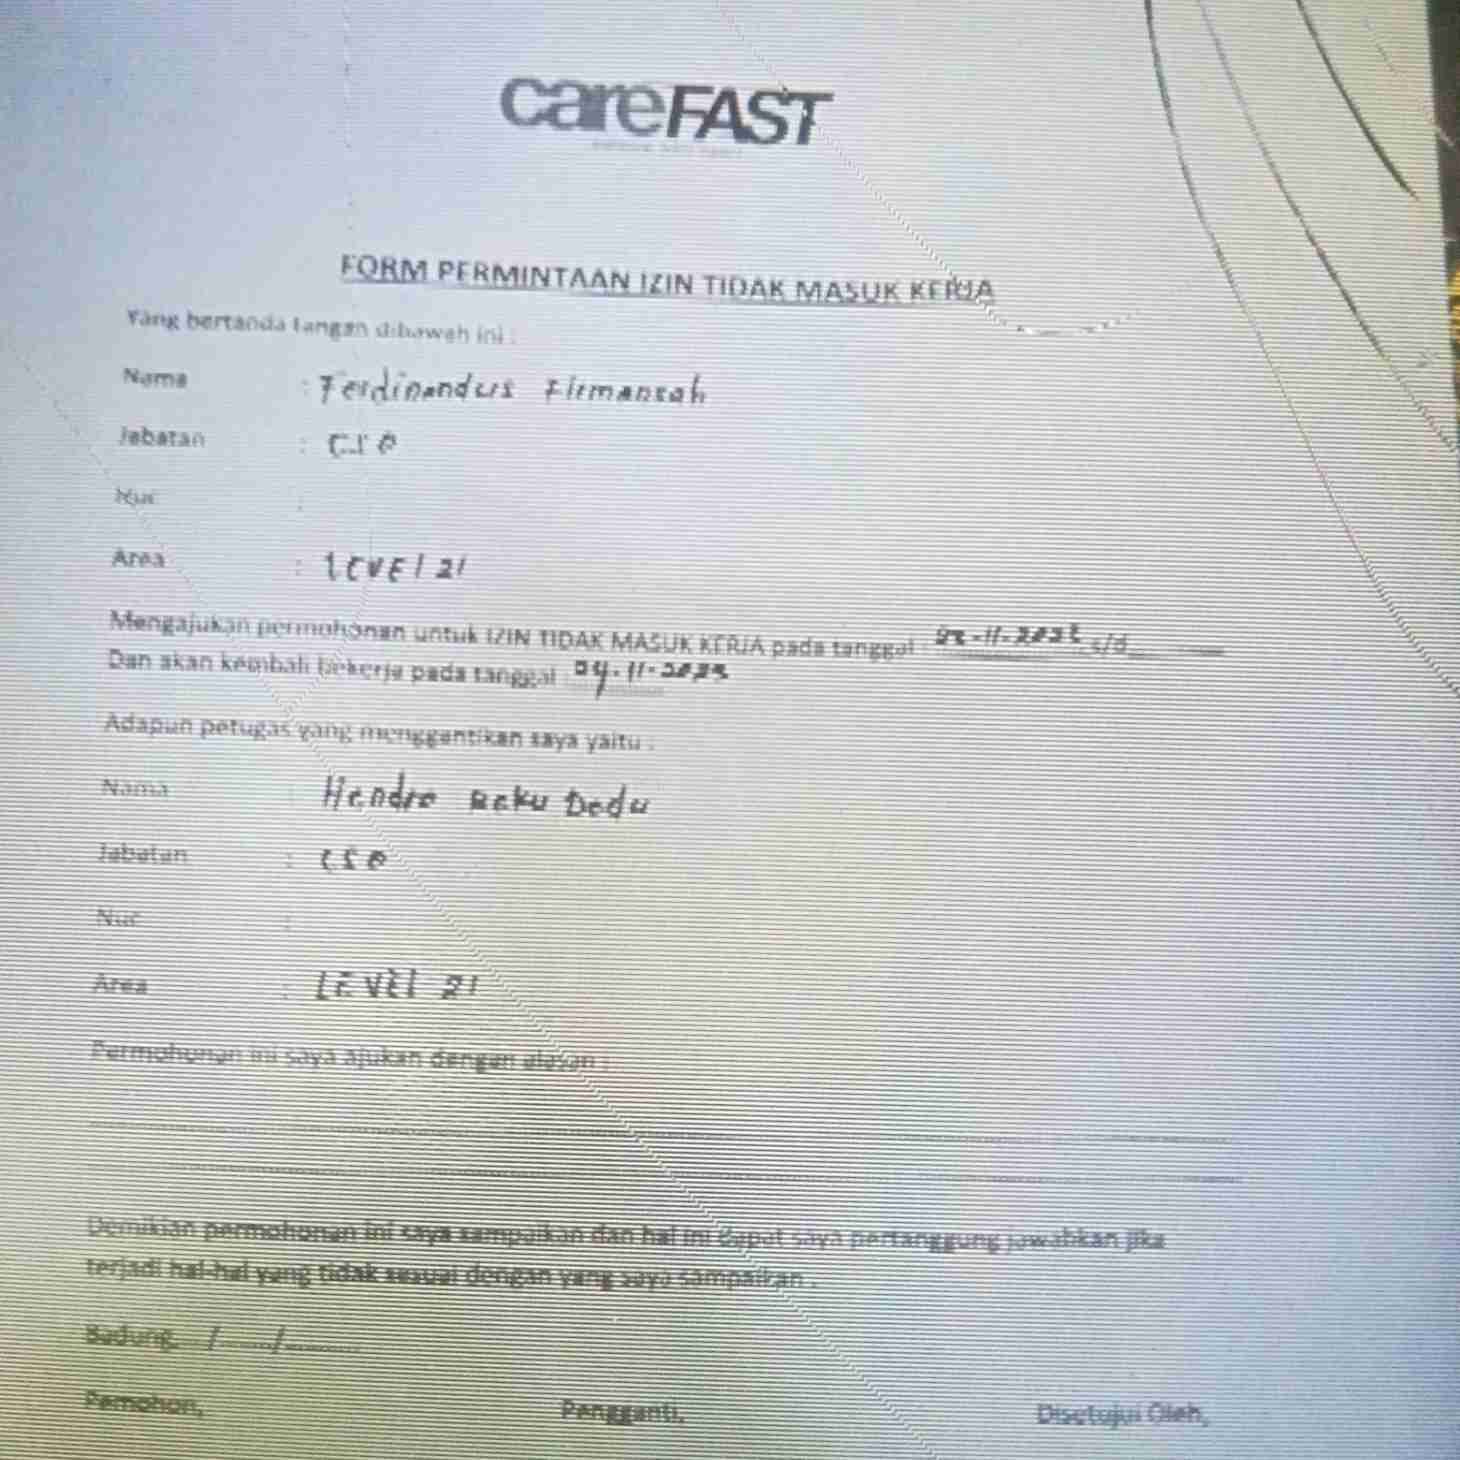 careFAST
FORM PERMINTAAN IZIN TIDAK MASUK KERJA
Yang bertanda tangan dibawah ini :
Nama : Ferdinandus Firmansah
Jabatan : CSO
Nuc :
Area : LEVEl 21
Mengajukan permohonan untuk IZIN TIDAK MASUK KERJA pada tanggal : s/d
Dan akan kembali bekerja pada tanggal : 04-11-2025
Adapun petugas yang menggantikan saya yaitu :
Nama : Hendro Reku Dedu
Jabatan : CSO
Nuc :
Area : LEVEl 21
Permohonan ini saya ajukan dengan alasan :
Demikian permohonan ini saya sampaikan dan hal ini dapat saya pertanggung jawabkan jika
terjadi hal-hal yang tidak sesuai dengan yang saya sampaikan .
Badung,..../......../...........
Pemohon, Pengganti, Disetujui Oleh,